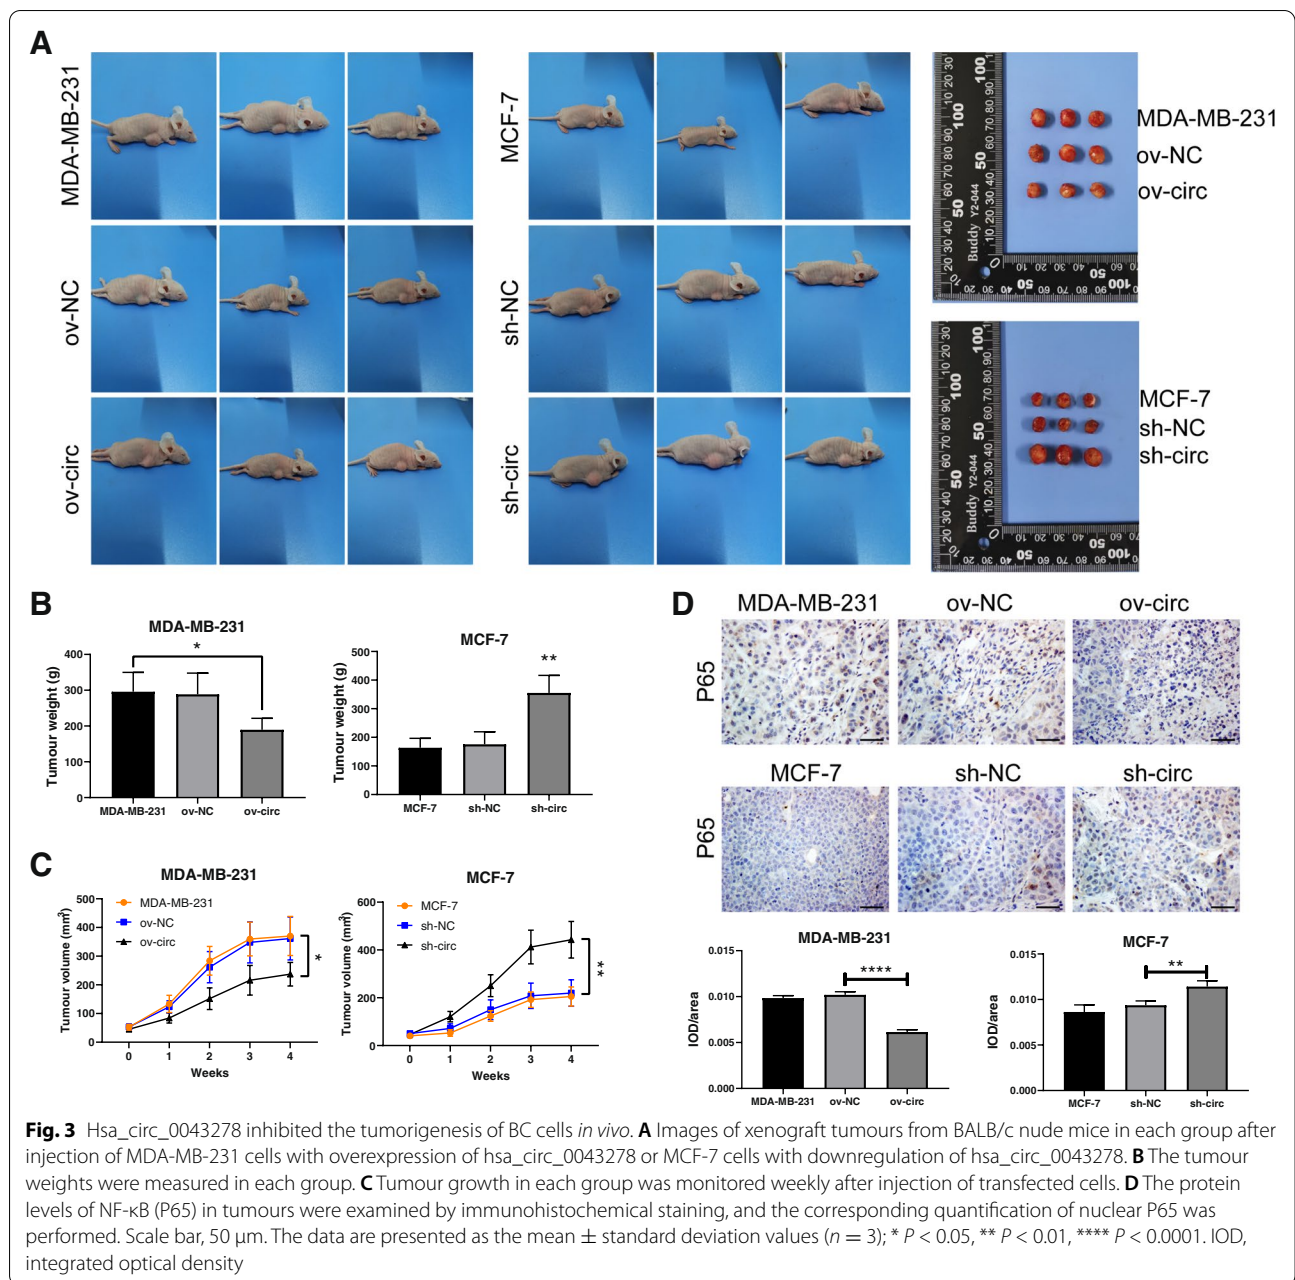 A
MDA-MB-231
ov-NC
ov-circ
MCF-7
sh-NC
sh-circ
MDA-MB-231
ov-NC
ov-circ
Buddy Y2-044
MCF-7
sh-NC
sh-circ
Buddy Y2-044
B
MDA-MB-231
Tumour weight (g)
400
300
200
100
0
*
MDA-MB-231 ov-NC ov-circ
MCF-7
Tumour weight (g)
500
400
300
200
100
0
**
MCF-7 sh-NC sh-circ
C
MDA-MB-231
Tumour volume (mm³)
500
400
300
200
100
0
MDA-MB-231
ov-NC
ov-circ
*
0 1 2 3 4
Weeks
MCF-7
Tumour volume (mm³)
600
400
200
0
MCF-7
sh-NC
sh-circ
**
0 1 2 3 4
Weeks
D
MDA-MB-231 ov-NC ov-circ
P65
MCF-7 sh-NC sh-circ
P65
MDA-MB-231
IOD/area
0.015
0.010
0.005
0.000
****
MDA-MB-231 ov-NC ov-circ
MCF-7
IOD/area
0.015
0.010
0.005
0.000
**
MCF-7 sh-NC sh-circ
Fig. 3 Hsa_circ_0043278 inhibited the tumorigenesis of BC cells in vivo. A Images of xenograft tumours from BALB/c nude mice in each group after
injection of MDA-MB-231 cells with overexpression of hsa_circ_0043278 or MCF-7 cells with downregulation of hsa_circ_0043278. B The tumour
weights were measured in each group. C Tumour growth in each group was monitored weekly after injection of transfected cells. D The protein
levels of NF-κB (P65) in tumours were examined by immunohistochemical staining, and the corresponding quantification of nuclear P65 was
performed. Scale bar, 50 μm. The data are presented as the mean ± standard deviation values (n = 3); * P < 0.05, ** P < 0.01, **** P < 0.0001. IOD,
integrated optical density